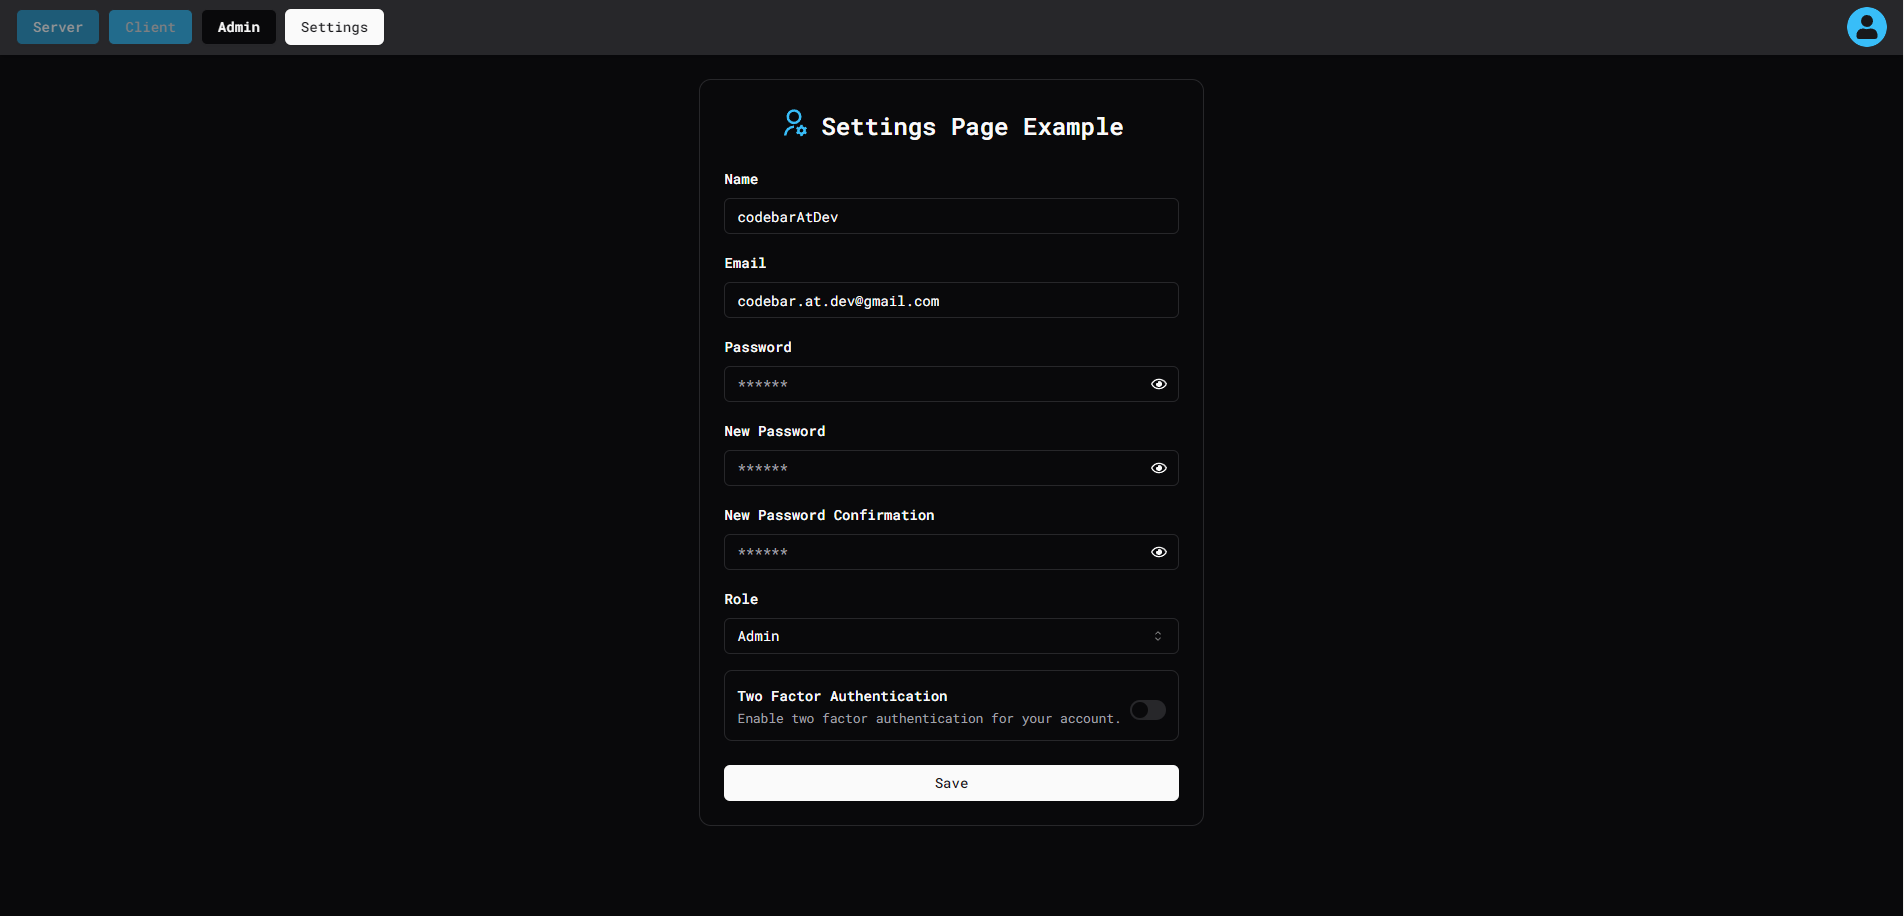 Server Client Admin Settings
Settings Page Example
Name
codebarAtDev
Email
codebar.at.dev@gmail.com
Password
******
New Password
******
New Password Confirmation
******
Role
Admin
Two Factor Authentication
Enable two factor authentication for your account.
Save